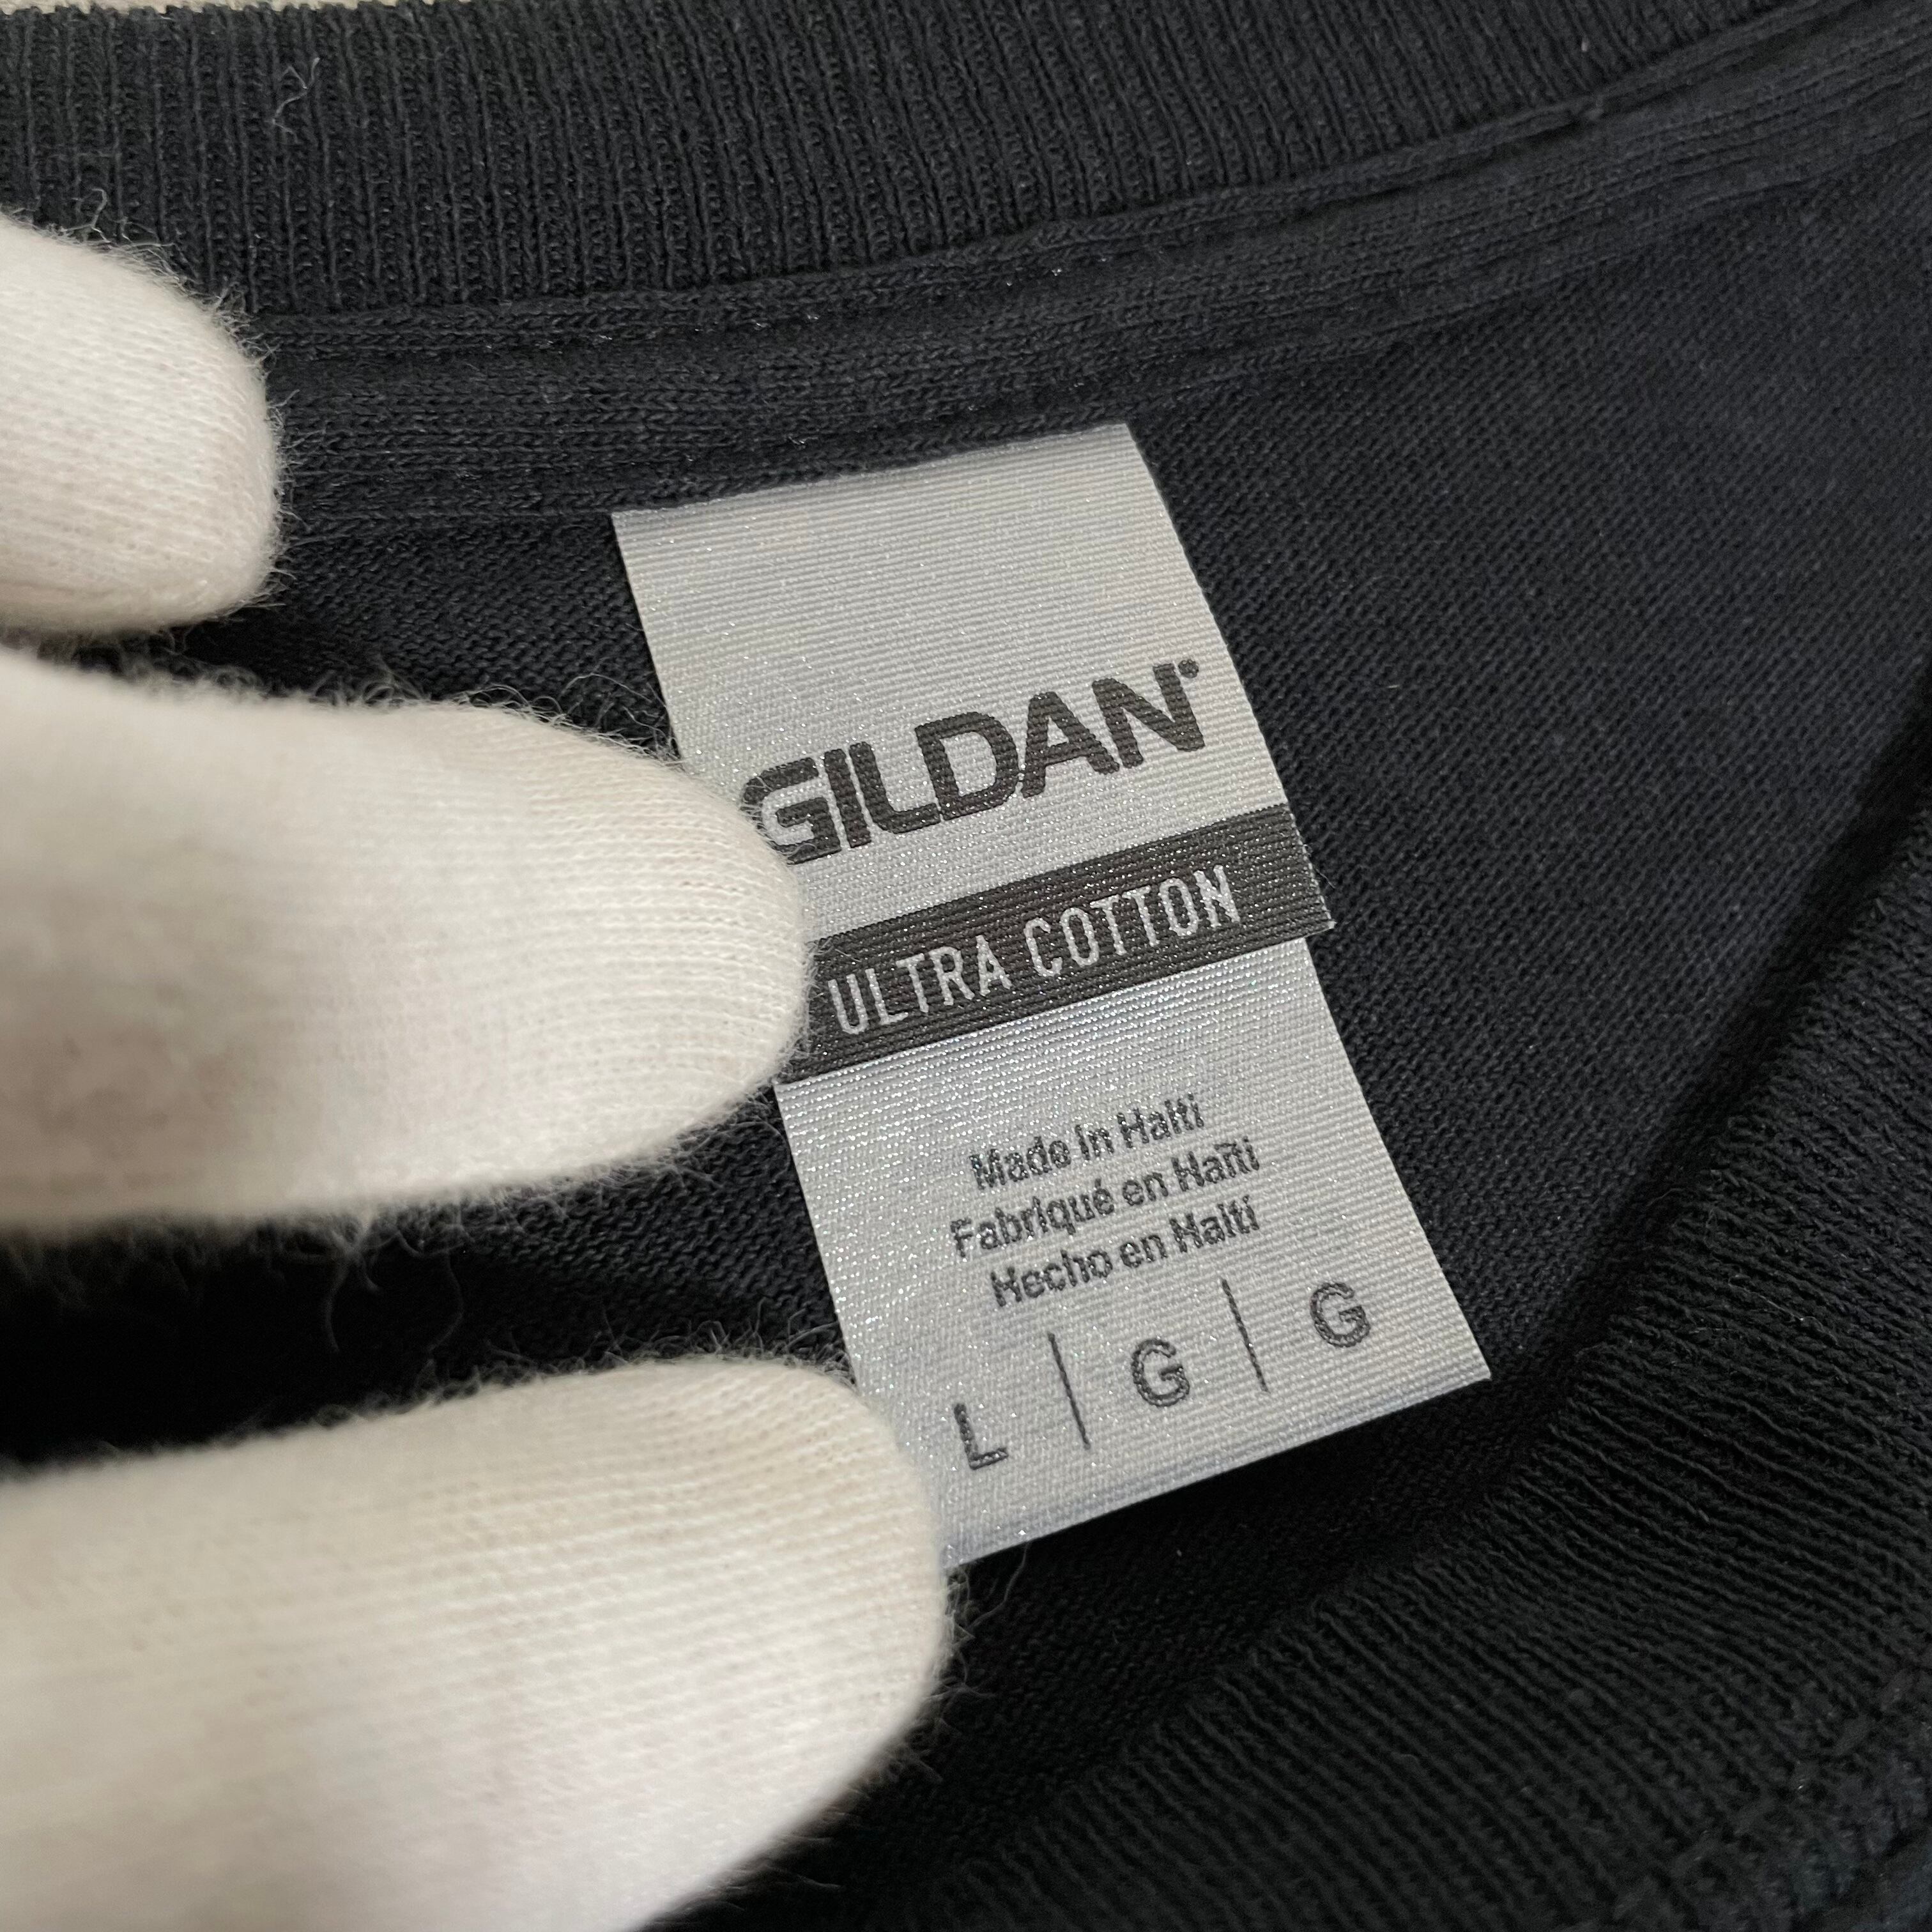 GILDAN
ULTRA COTTON
Made in Haiti
Fabriqué en Haïti
Hecho en Haití
L | G | G